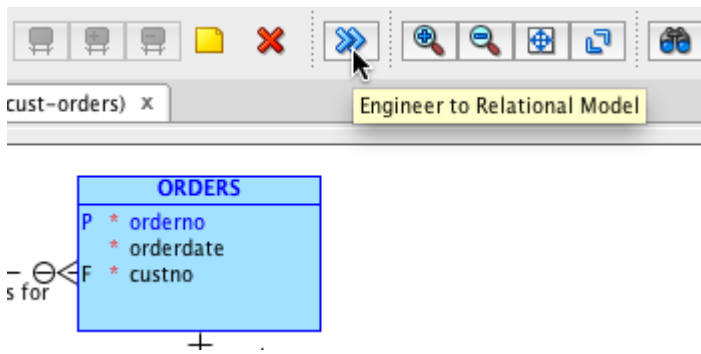 cust-orders) x
Engineer to Relational Model
ORDERS
P * orderno
* orderdate
F * custno
s for